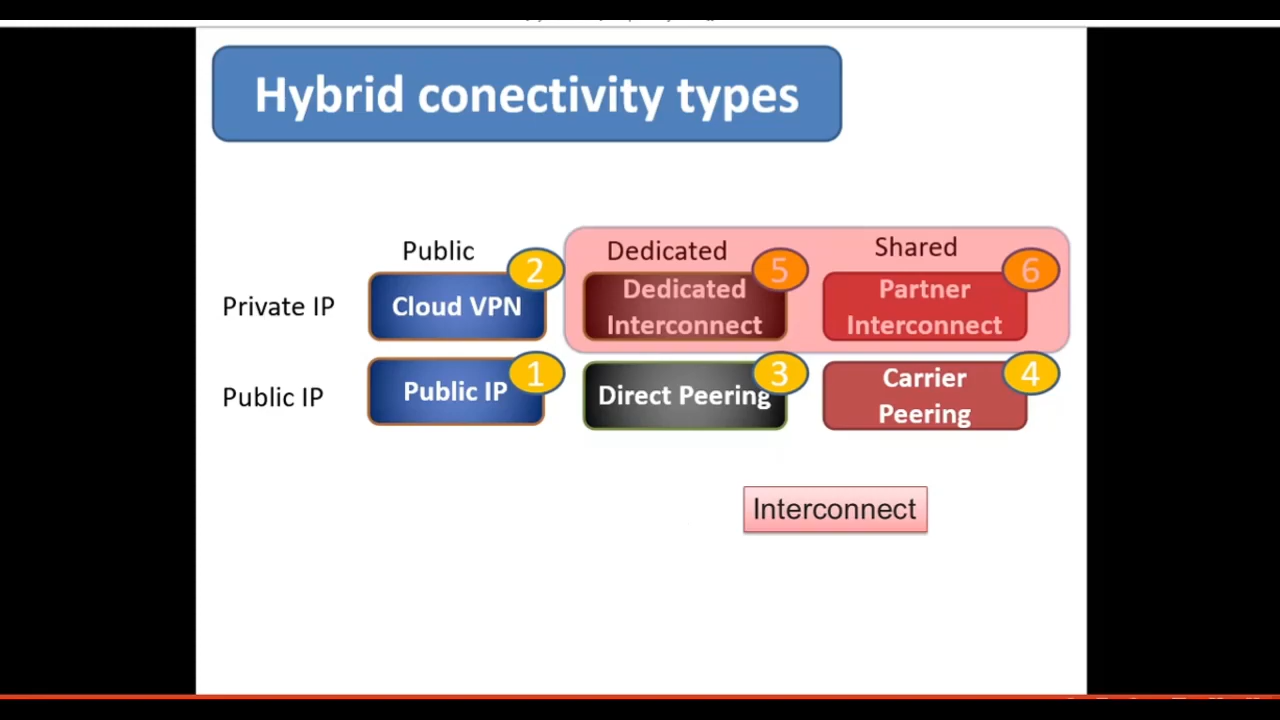 Hybrid conectivity types
Public
Dedicated
Shared
Private IP
Cloud VPN
2
Dedicated
Interconnect
5
Partner
Interconnect
6
Public IP
Public IP
1
Direct Peering
3
Carrier
Peering
4
Interconnect